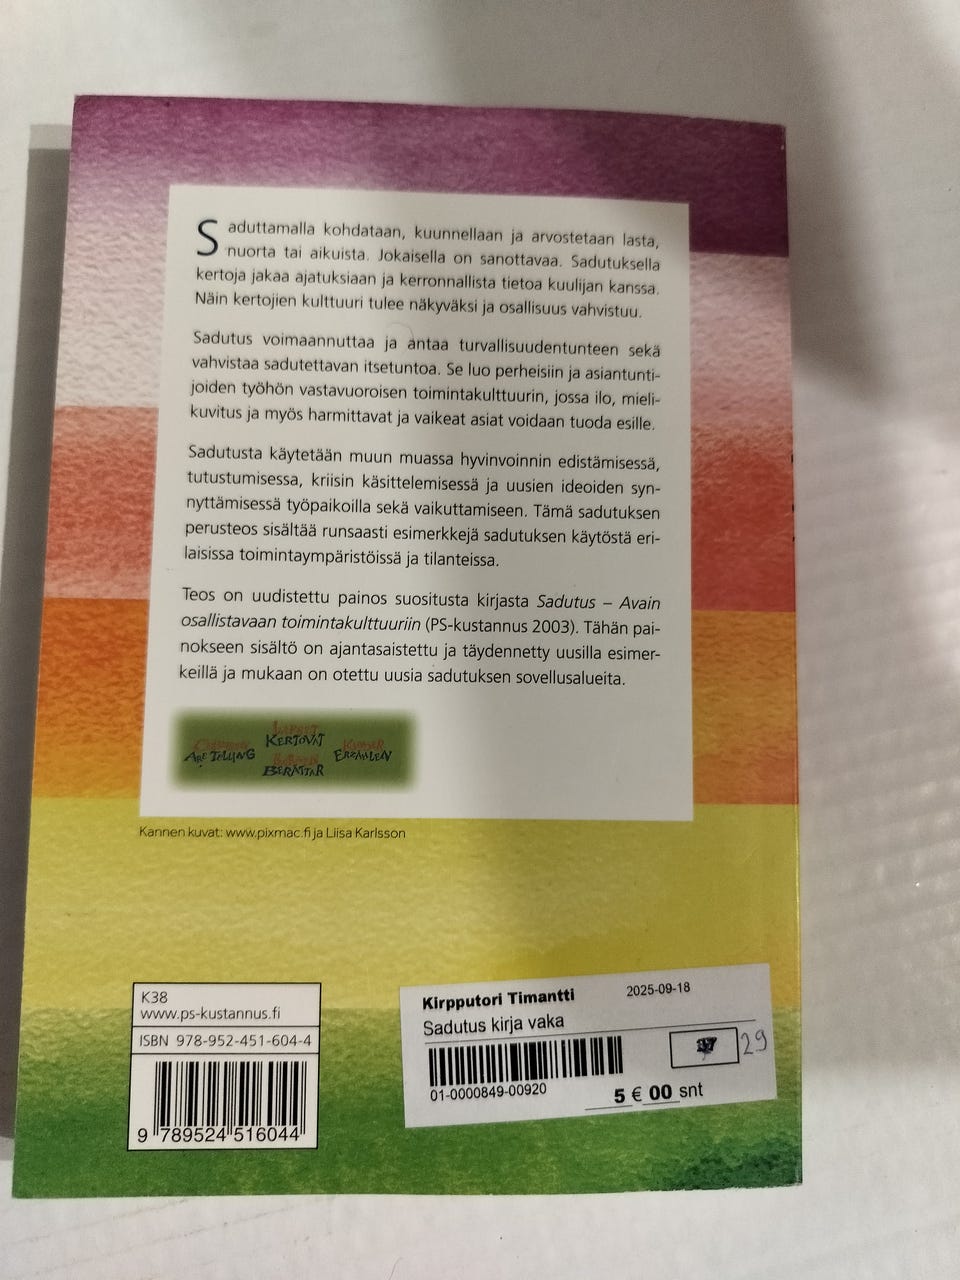 Saduttamalla kohdataan, kuunnellaan ja arvostetaan lasta,
nuorta tai aikuista. Jokaisella on sanottavaa. Sadutuksella
kertoja jakaa ajatuksiaan ja kerronnallista tietoa kuulijan kanssa.
Näin kertojien kulttuuri tulee näkyväksi ja osallisuus vahvistuu.
Sadutus voimaannuttaa ja antaa turvallisuudentunteen sekä
vahvistaa sadutettavan itsetuntoa. Se luo perheisiin ja asiantunti-
joiden työhön vastavuoroisen toimintakulttuurin, jossa ilo, mieli-
kuvitus ja myös harmittavat ja vaikeat asiat voidaan tuoda esille.
Sadutusta käytetään muun muassa hyvinvoinnin edistämisessä,
tutustumisessa, kriisin käsittelemisessä ja uusien ideoiden syn-
nyttämisessä työpaikoilla sekä vaikuttamiseen. Tämä sadutuksen
perusteos sisältää runsaasti esimerkkejä sadutuksen käytöstä eri-
laisissa toimintaympäristöissä ja tilanteissa.
Teos on uudistettu painos suositusta kirjasta Sadutus – Avain
osallistavaan toimintakulttuuriin (PS-kustannus 2003). Tähän pai-
nokseen sisältö on ajantasaistettu ja täydennetty uusilla esimer-
keillä ja mukaan on otettu uusia sadutuksen sovellusalueita.
CHILDREN
ARE TELLING
LAPSET
KERTOVAT
BARNEN
BERÄTTAR
KINDER
ERZÄHLEN
Kannen kuvat: www.pixmac.fi ja Liisa Karlsson
K38
www.ps-kustannus.fi
ISBN 978-952-451-604-4
9 789524 516044
Kirpputori Timantti 2025-09-18
Sadutus kirja vaka
29
01-0000849-00920
5 € 00 snt